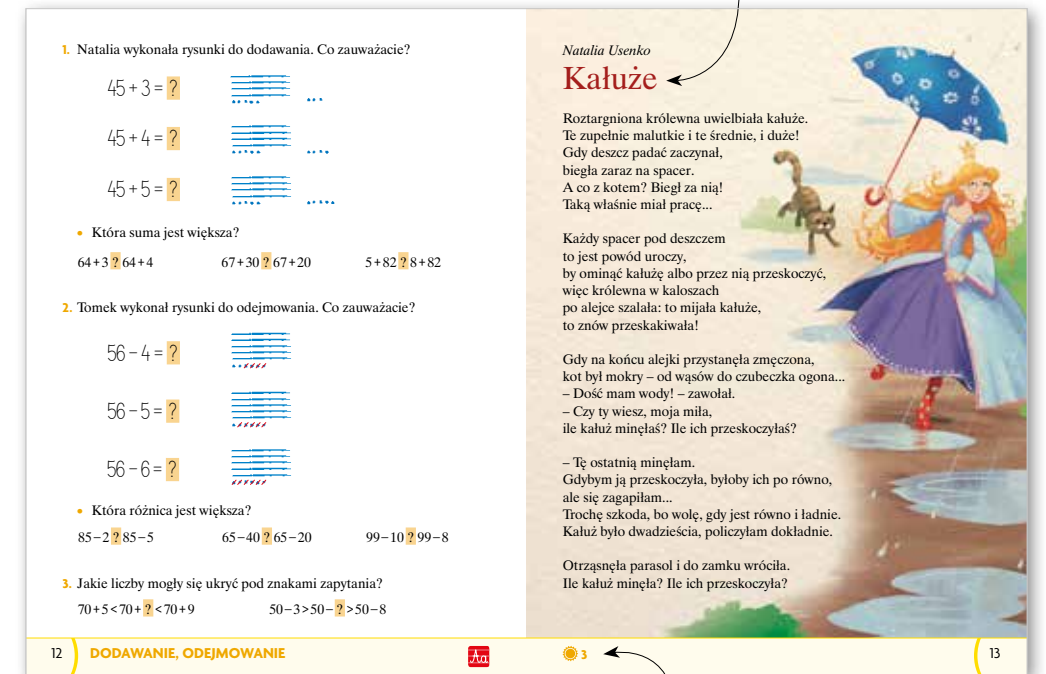 1. Natalia wykonała rysunki do dodawania. Co zauważacie?
45 + 3 = ?
45 + 4 = ?
45 + 5 = ?
• Która suma jest większa?
64+3 ? 64+4 67+30 ? 67+20 5+82 ? 8+82
2. Tomek wykonał rysunki do odejmowania. Co zauważacie?
56 – 4 = ?
56 – 5 = ?
56 – 6 = ?
• Która różnica jest większa?
85–2 ? 85–5 65–40 ? 65–20 99–10 ? 99–8
3. Jakie liczby mogły się ukryć pod znakami zapytania?
70+5<70+ ? <70+9 50–3>50– ? >50–8
12 DODAWANIE, ODEJMOWANIE
Aa
Natalia Usenko
Kałuże
Roztargniona królewna uwielbiała kałuże.
Te zupełnie malutkie i te średnie, i duże!
Gdy deszcz padać zaczynał,
biegła zaraz na spacer.
A co z kotem? Biegł za nią!
Taką właśnie miał pracę...
Każdy spacer pod deszczem
to jest powód uroczy,
by ominąć kałużę albo przez nią przeskoczyć,
więc królewna w kaloszach
po alejce szalała: to mijała kałuże,
to znów przeskakiwała!
Gdy na końcu alejki przystanęła zmęczona,
kot był mokry – od wąsów do czubeczka ogona...
– Dość mam wody! – zawołał.
– Czy ty wiesz, moja miła,
ile kałuż minęłaś? Ile ich przeskoczyłaś?
– Tę ostatnią minęłam.
Gdybym ją przeskoczyła, byłoby ich po równo,
ale się zagapiłam...
Trochę szkoda, bo wolę, gdy jest równo i ładnie.
Kałuż było dwadzieścia, policzyłam dokładnie.
Otrząsnęła parasol i do zamku wróciła.
Ile kałuż minęła? Ile ich przeskoczyła?
3
13